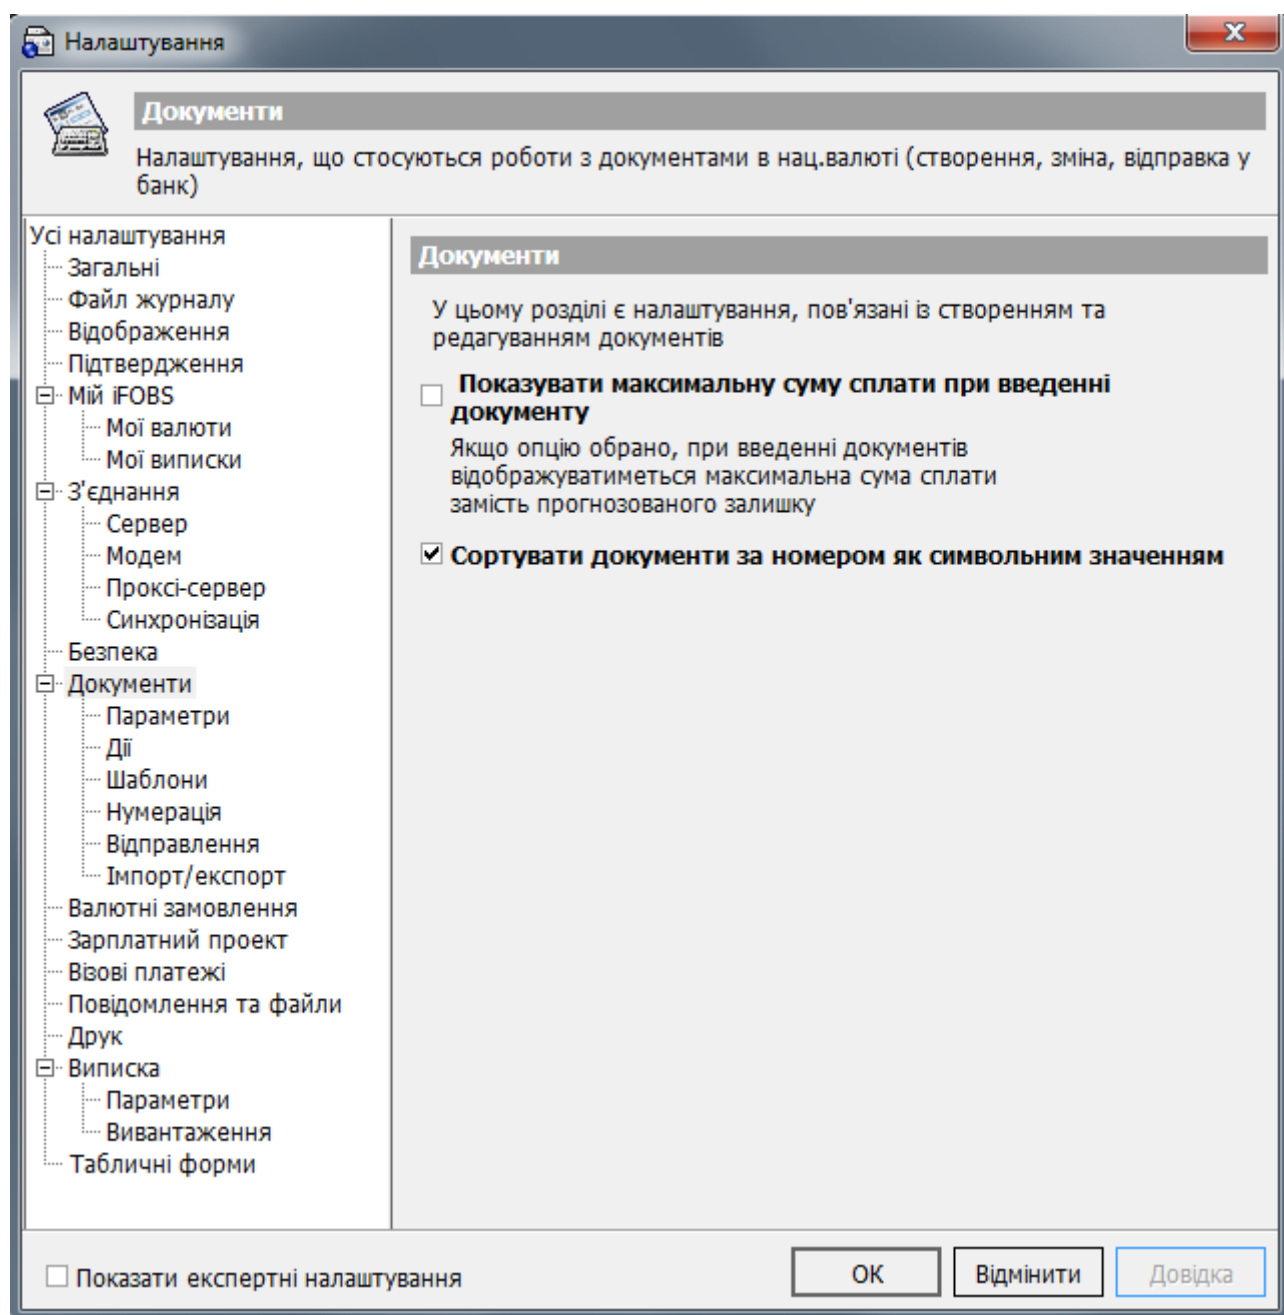 Налаштування
Документи
Налаштування, що стосуються роботи з документами в нац.валюті (створення, зміна, відправка у
банк)
Усі налаштування
Загальні
Файл журналу
Відображення
Підтвердження
Мій iFOBS
Мої валюти
Мої виписки
З'єднання
Сервер
Модем
Проксі-сервер
Синхронізація
Безпека
Документи
Параметри
Дії
Шаблони
Нумерація
Відправлення
Імпорт/експорт
Валютні замовлення
Зарплатний проект
Візові платежі
Повідомлення та файли
Друк
Виписка
Параметри
Вивантаження
Табличні форми
Документи
У цьому розділі є налаштування, пов'язані із створенням та
редагуванням документів
Показувати максимальну суму сплати при введенні
документу
Якщо опцію обрано, при введенні документів
відображуватиметься максимальна сума сплати
замість прогнозованого залишку
Сортувати документи за номером як символьним значенням
Показати експертні налаштування
ОК
Відмінити
Довідка